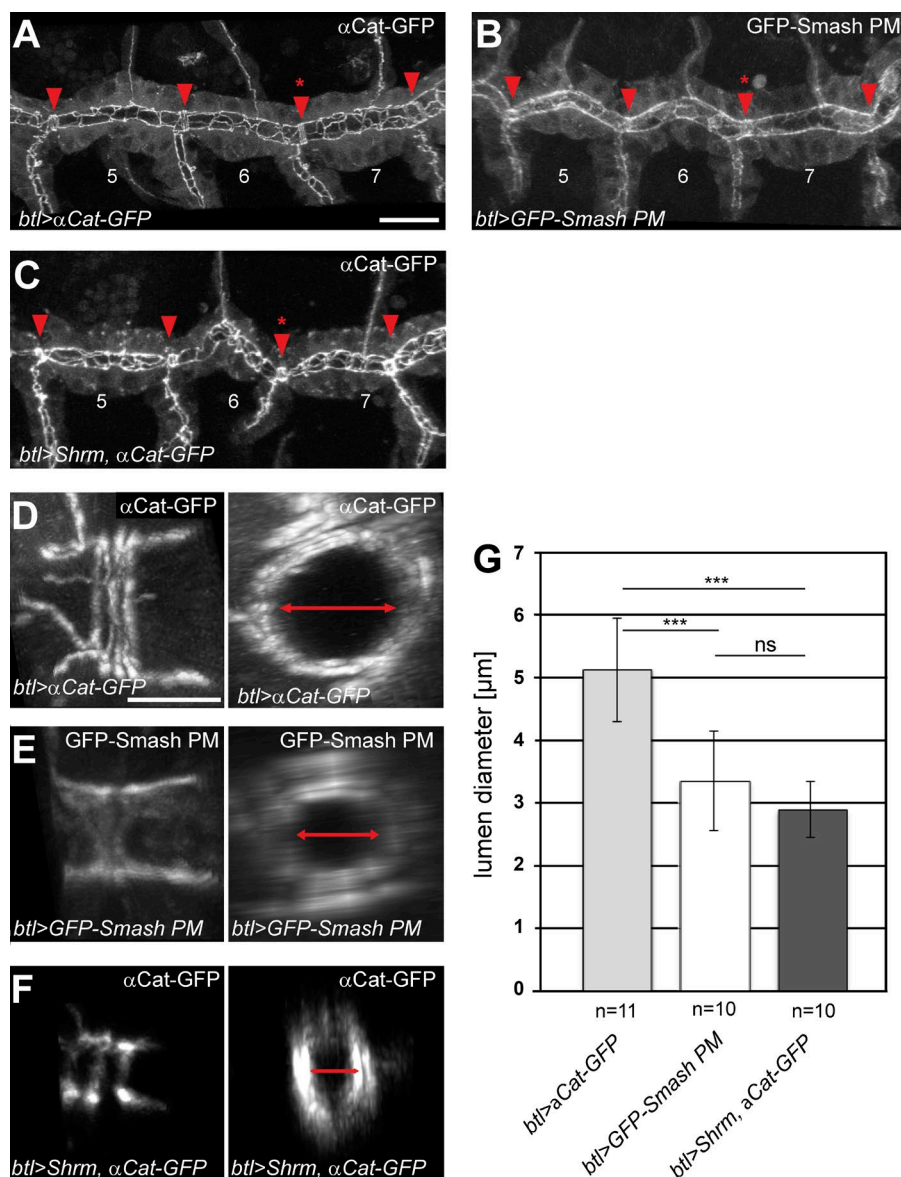 A
αCat-GFP
*
5
6
7
btl>αCat-GFP
B
GFP-Smash PM
*
5
6
7
btl>GFP-Smash PM
C
αCat-GFP
*
5
6
7
btl>Shrm, αCat-GFP
D
αCat-GFP
αCat-GFP
btl>αCat-GFP
btl>αCat-GFP
E
GFP-Smash PM
GFP-Smash PM
btl>GFP-Smash PM
btl>GFP-Smash PM
F
αCat-GFP
αCat-GFP
btl>Shrm, αCat-GFP
btl>Shrm, αCat-GFP
G
lumen diameter [µm]
7
6
5
4
3
2
1
0
***
***
ns
n=11
n=10
n=10
btl>aCat-GFP
btl>GFP-Smash PM
btl>Shrm, aCat-GFP